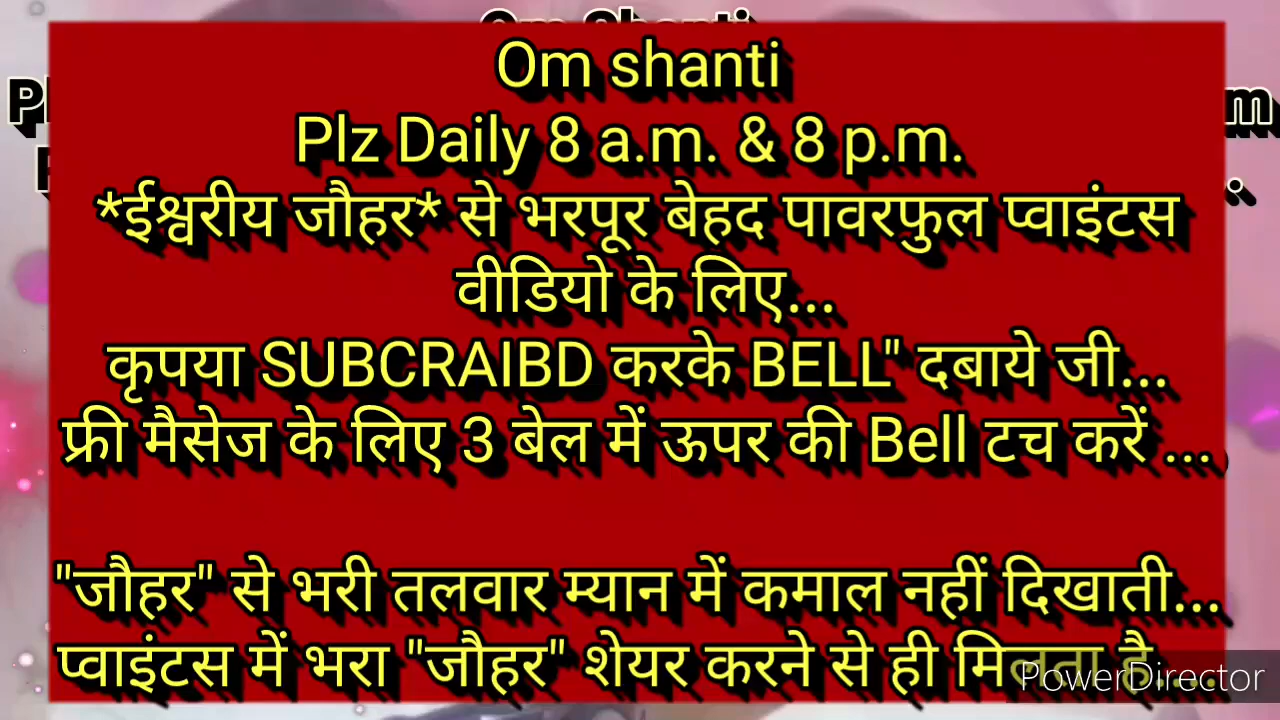 Om shanti
Plz Daily 8 a.m. & 8 p.m.
*ईश्वरीय जौहर* से भरपूर बेहद पावरफुल प्वाइंटस
वीडियो के लिए...
कृपया SUBCRAIBD करके BELL" दबाये जी...
फ्री मैसेज के लिए 3 बेल में ऊपर की Bell टच करें ...
"जौहर" से भरी तलवार म्यान में कमाल नहीं दिखाती...
प्वाइंटस में भरा "जौहर" शेयर करने से ही मिलता है...
PowerDirector